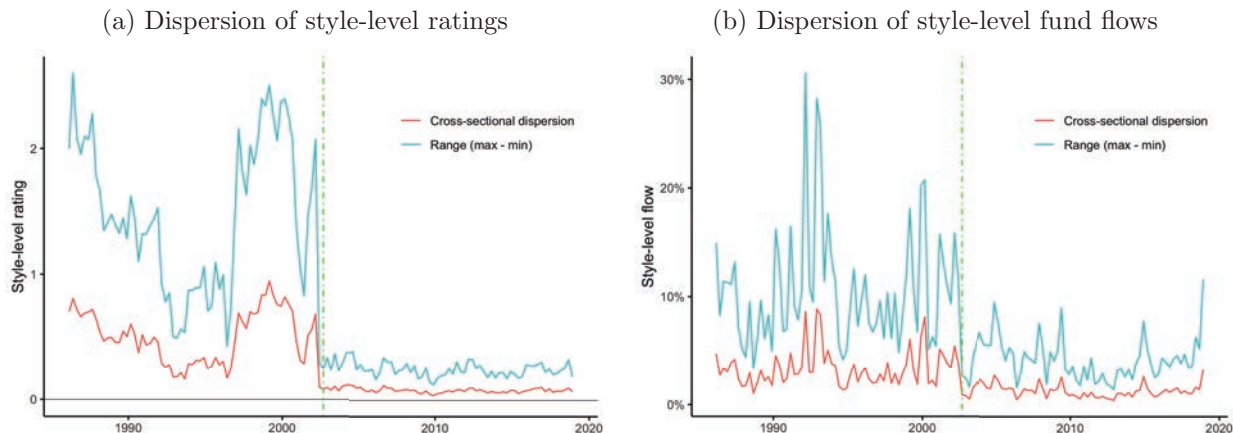 (a) Dispersion of style-level ratings
Style-level rating
2
1
0
Cross-sectional dispersion
Range (max - min)
1990
2000
2010
2020
(b) Dispersion of style-level fund flows
Style-level flow
30%
20%
10%
0%
Cross-sectional dispersion
Range (max - min)
1990
2000
2010
2020